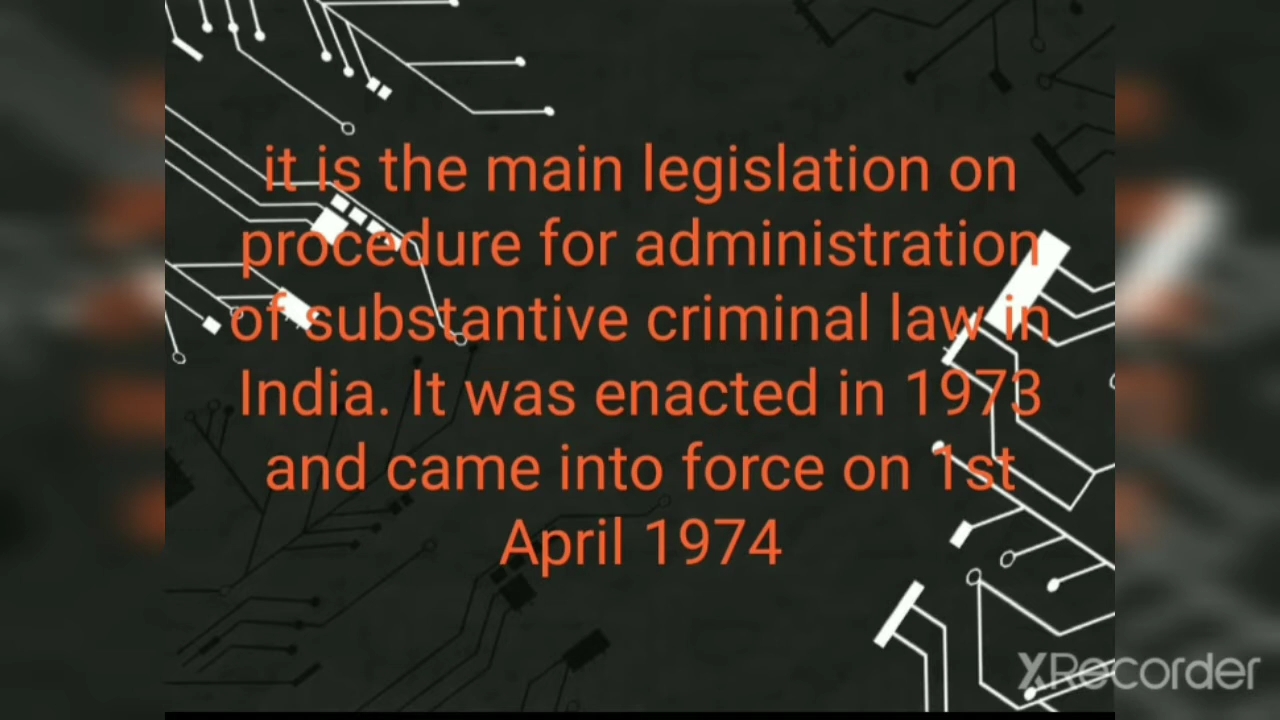 it is the main legislation on
procedure for administration
of substantive criminal law in
India. It was enacted in 1973
and came into force on 1st
April 1974
XRecorder